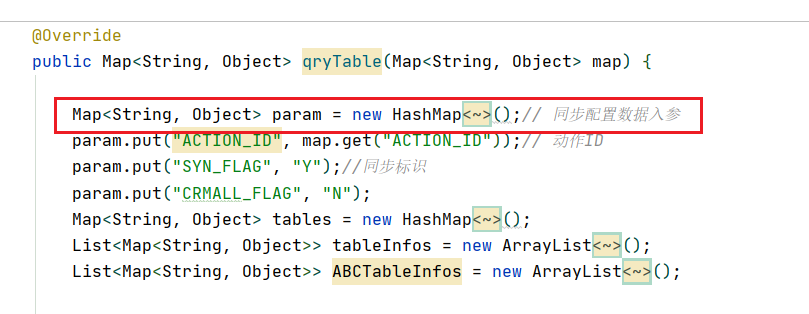 @Override
public Map<String, Object> qryTable(Map<String, Object> map) {
Map<String, Object> param = new HashMap<~>();// 同步配置数据入参
param.put("ACTION_ID", map.get("ACTION_ID"));// 动作ID
param.put("SYN_FLAG", "Y");//同步标识
param.put("CRMALL_FLAG", "N");
Map<String, Object> tables = new HashMap<~>();
List<Map<String, Object>> tableInfos = new ArrayList<~>();
List<Map<String, Object>> ABCTableInfos = new ArrayList<~>();